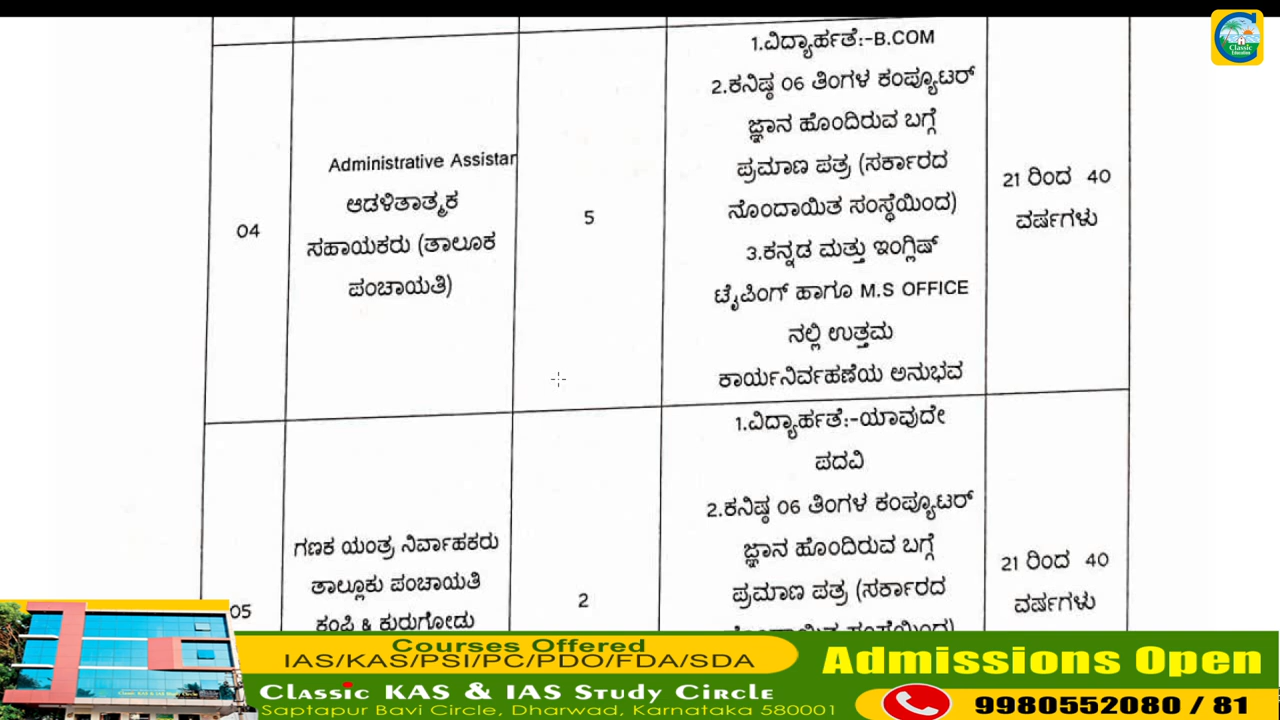 Classic
Education
04
Administrative Assistan
ಆಡಳಿತಾತ್ಮಕ
ಸಹಾಯಕರು (ತಾಲೂಕ
ಪಂಚಾಯತಿ)
5
1.ವಿದ್ಯಾರ್ಹತೆ:-B.COM
2.ಕನಿಷ್ಠ 06 ತಿಂಗಳ ಕಂಪ್ಯೂಟರ್
ಜ್ಞಾನ ಹೊಂದಿರುವ ಬಗ್ಗೆ
ಪ್ರಮಾಣ ಪತ್ರ (ಸರ್ಕಾರದ
ನೊಂದಾಯಿತ ಸಂಸ್ಥೆಯಿಂದ)
3.ಕನ್ನಡ ಮತ್ತು ಇಂಗ್ಲಿಷ್
ಟೈಪಿಂಗ್ ಹಾಗೂ M.S OFFICE
ನಲ್ಲಿ ಉತ್ತಮ
ಕಾರ್ಯನಿರ್ವಹಣೆಯ ಅನುಭವ
21 ರಿಂದ 40
ವರ್ಷಗಳು
05
ಗಣಕ ಯಂತ್ರ ನಿರ್ವಾಹಕರು
ತಾಲ್ಲೂಕು ಪಂಚಾಯತಿ
ಕಂಪ್ಲಿ & ಕುರುಗೋಡು
2
1.ವಿದ್ಯಾರ್ಹತೆ:-ಯಾವುದೇ
ಪದವಿ
2.ಕನಿಷ್ಠ 06 ತಿಂಗಳ ಕಂಪ್ಯೂಟರ್
ಜ್ಞಾನ ಹೊಂದಿರುವ ಬಗ್ಗೆ
ಪ್ರಮಾಣ ಪತ್ರ (ಸರ್ಕಾರದ
ನೊಂದಾಯಿತ ಸಂಸ್ಥೆಯಿಂದ)
21 ರಿಂದ 40
ವರ್ಷಗಳು
Courses Offered
IAS/KAS/PSI/PC/PDO/FDA/SDA
Classic KAS & IAS Study Circle
Saptapur Bavi Circle, Dharwad, Karnataka 580001
Admissions Open
9980552080 / 81